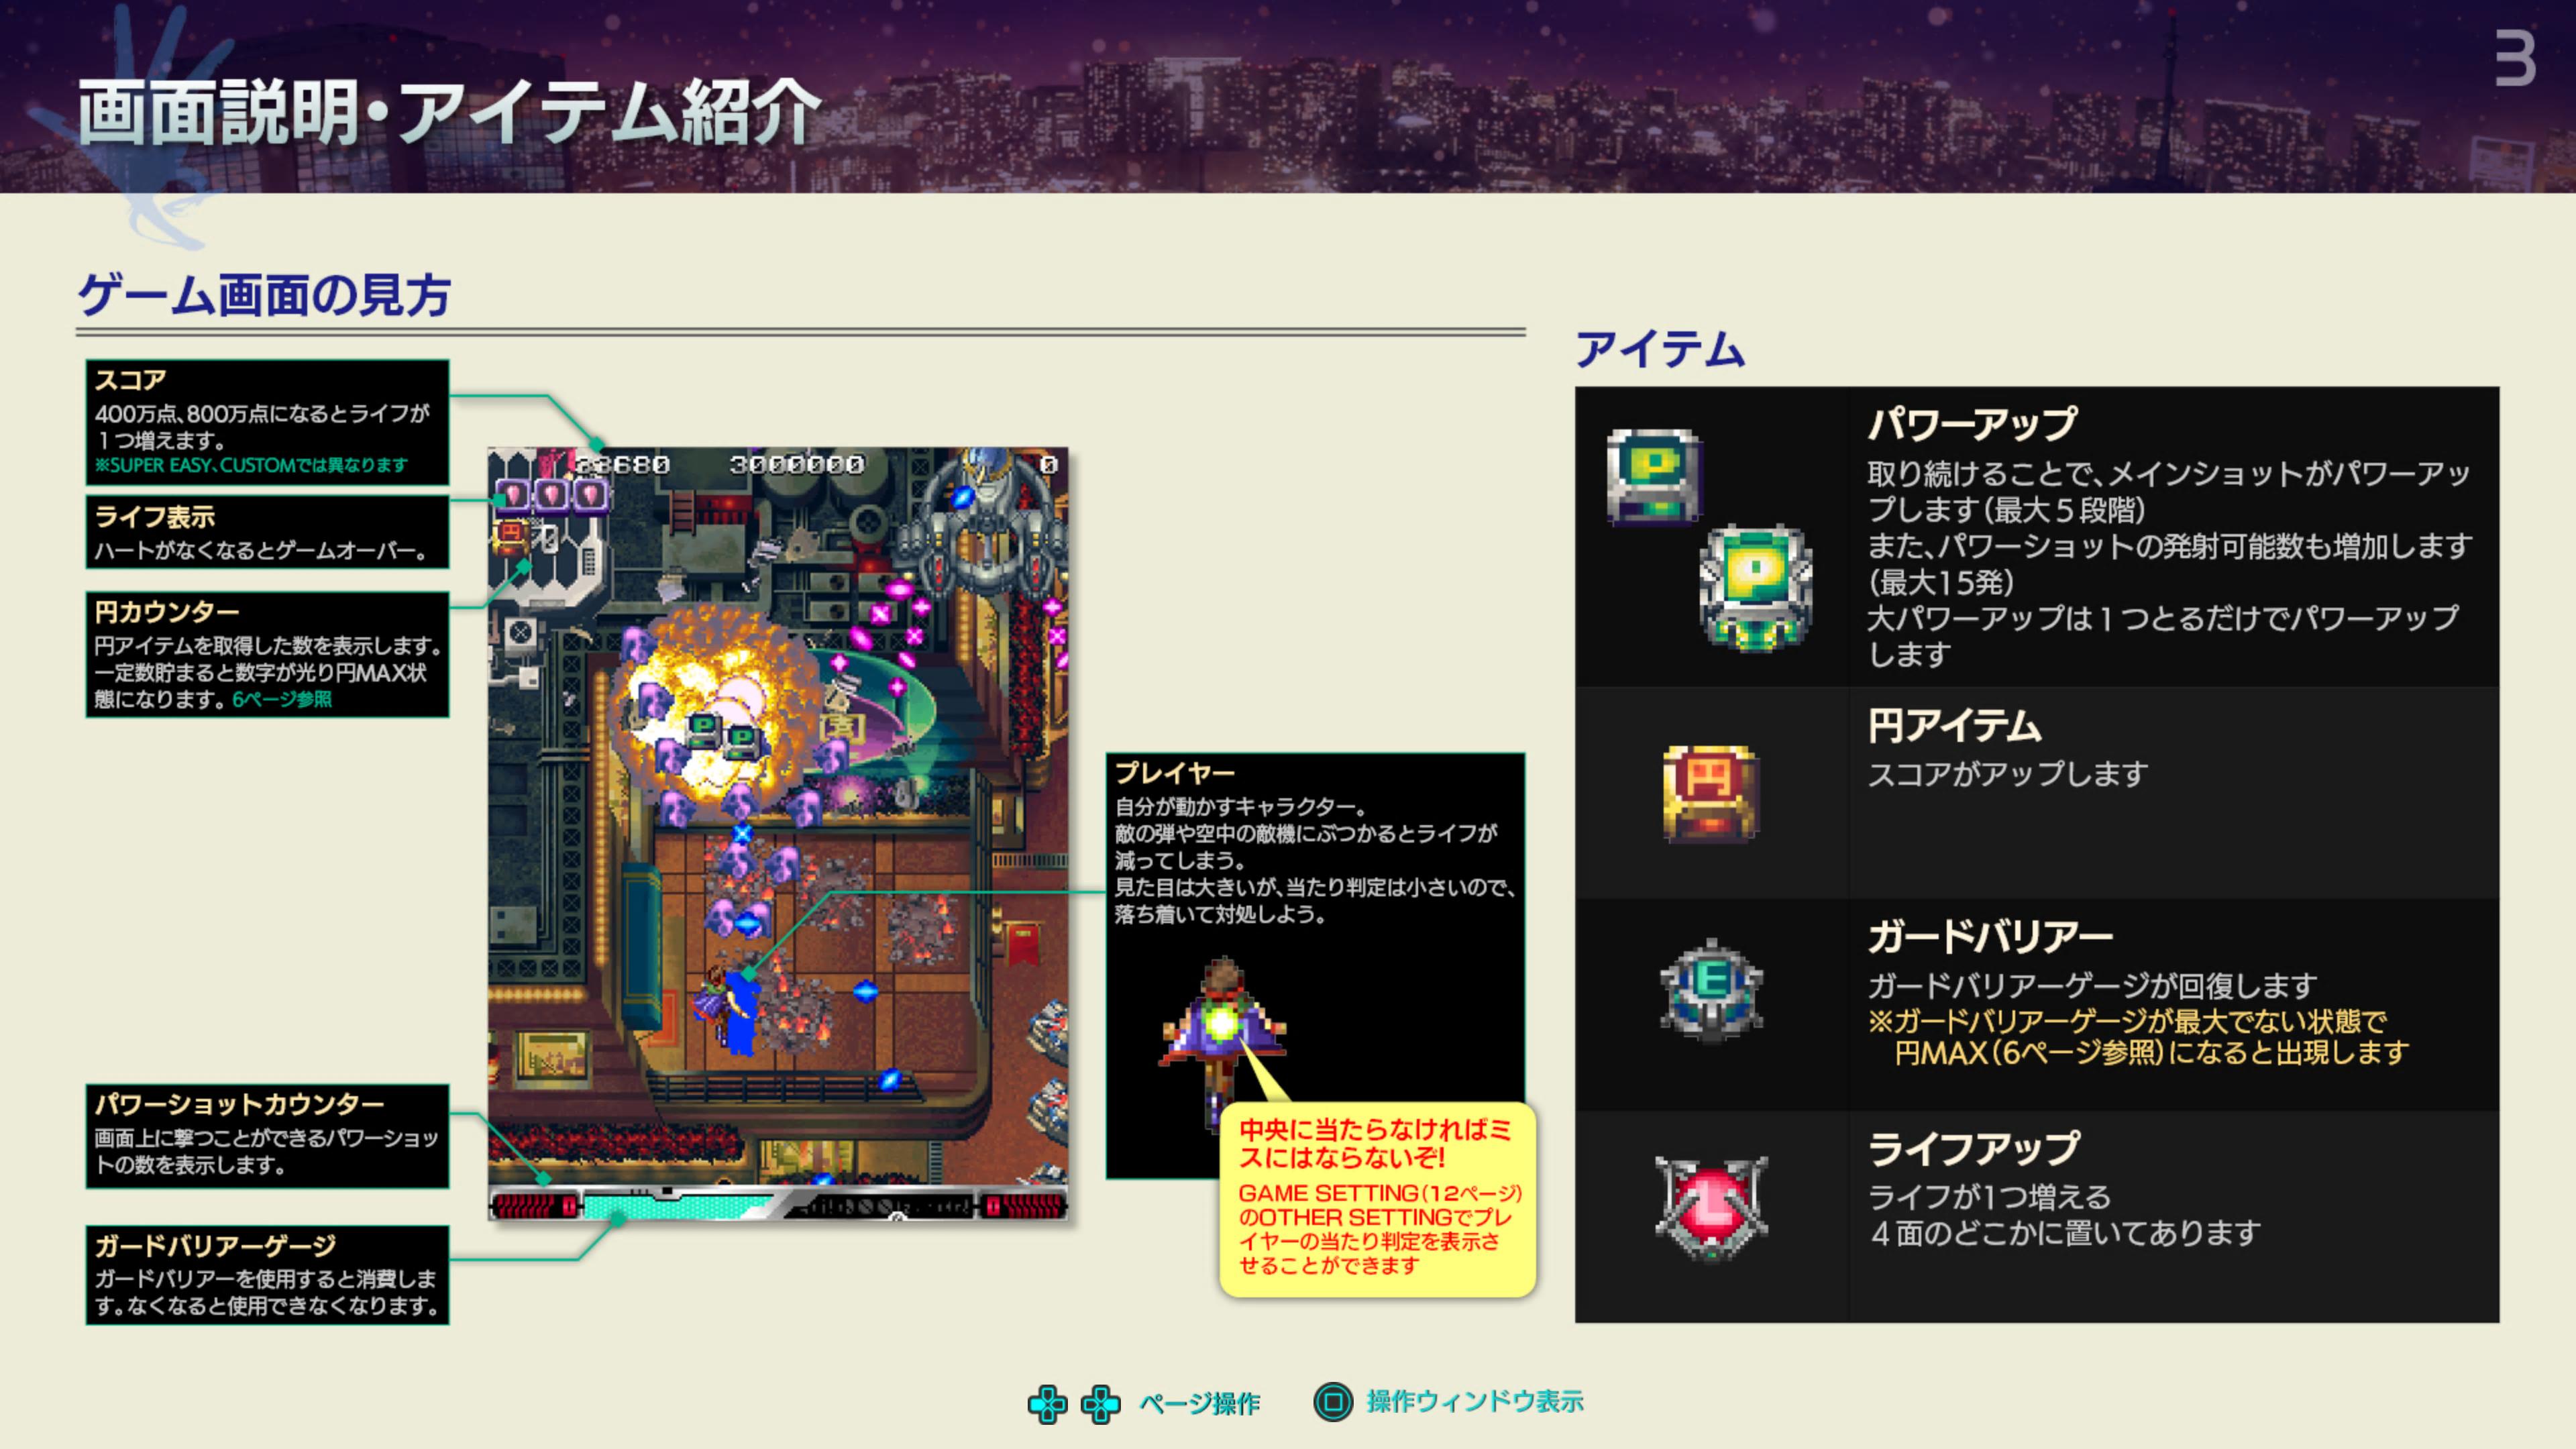 3
画面説明・アイテム紹介
ゲーム画面の見方
スコア
400万点、800万点になるとライフが
1つ増えます。
※SUPER EASY、CUSTOMでは異なります
ライフ表示
ハートがなくなるとゲームオーバー。
円カウンター
円アイテムを取得した数を表示します。
一定数貯まると数字が光り円MAX状
態になります。6ページ参照
パワーショットカウンター
画面上に撃つことができるパワーショッ
トの数を表示します。
ガードバリアーゲージ
ガードバリアーを使用すると消費しま
す。なくなると使用できなくなります。
33680 3000000 0
円 70
P P
プレイヤー
自分が動かすキャラクター。
敵の弾や空中の敵機にぶつかるとライフが
減ってしまう。
見た目は大きいが、当たり判定は小さいので、
落ち着いて対処しよう。
中央に当たらなければミ
スにはならないぞ!
GAME SETTING(12ページ)
のOTHER SETTINGでプレ
イヤーの当たり判定を表示さ
せることができます
アイテム
P
P
パワーアップ
取り続けることで、メインショットがパワーアッ
プします(最大5段階)
また、パワーショットの発射可能数も増加します
(最大15発)
大パワーアップは1つとるだけでパワーアップ
します
円
円アイテム
スコアがアップします
E
ガードバリアー
ガードバリアーゲージが回復します
※ガードバリアーゲージが最大でない状態で
円MAX(6ページ参照)になると出現します
L
ライフアップ
ライフが1つ増える
4面のどこかに置いてあります
ページ操作 操作ウィンドウ表示